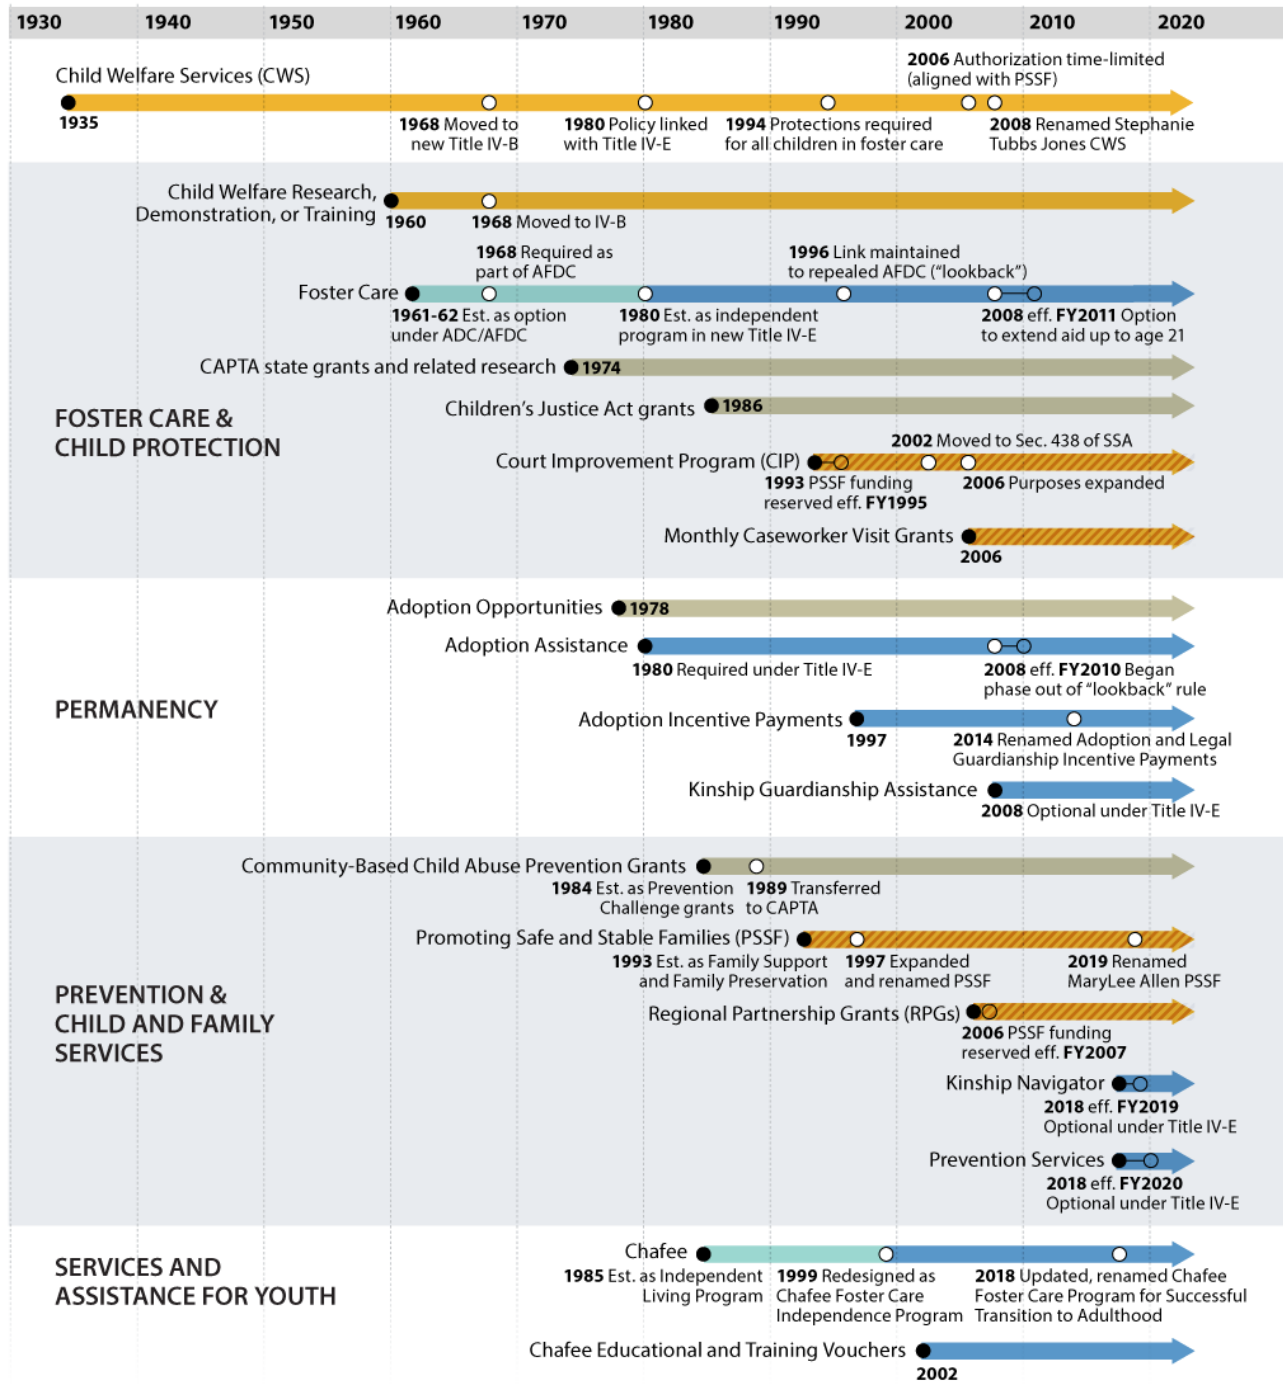 1930 1940 1950 1960 1970 1980 1990 2000 2010 2020
Child Welfare Services (CWS)
1935
1968 Moved to
new Title IV-B
1980 Policy linked
with Title IV-E
1994 Protections required
for all children in foster care
2006 Authorization time-limited
(aligned with PSSF)
2008 Renamed Stephanie
Tubbs Jones CWS
FOSTER CARE &
CHILD PROTECTION
Child Welfare Research,
Demonstration, or Training
1960
1968 Moved to IV-B
Foster Care
1961-62 Est. as option
under ADC/AFDC
1968 Required as
part of AFDC
1980 Est. as independent
program in new Title IV-E
1996 Link maintained
to repealed AFDC (“lookback”)
2008 eff. FY2011 Option
to extend aid up to age 21
CAPTA state grants and related research
1974
Children’s Justice Act grants
1986
Court Improvement Program (CIP)
1993 PSSF funding
reserved eff. FY1995
2002 Moved to Sec. 438 of SSA
2006 Purposes expanded
Monthly Caseworker Visit Grants
2006
PERMANENCY
Adoption Opportunities
1978
Adoption Assistance
1980 Required under Title IV-E
2008 eff. FY2010 Began
phase out of “lookback” rule
Adoption Incentive Payments
1997
2014 Renamed Adoption and Legal
Guardianship Incentive Payments
Kinship Guardianship Assistance
2008 Optional under Title IV-E
PREVENTION &
CHILD AND FAMILY
SERVICES
Community-Based Child Abuse Prevention Grants
1984 Est. as Prevention
Challenge grants
1989 Transferred
to CAPTA
Promoting Safe and Stable Families (PSSF)
1993 Est. as Family Support
and Family Preservation
1997 Expanded
and renamed PSSF
2019 Renamed
MaryLee Allen PSSF
Regional Partnership Grants (RPGs)
2006 PSSF funding
reserved eff. FY2007
Kinship Navigator
2018 eff. FY2019
Optional under Title IV-E
Prevention Services
2018 eff. FY2020
Optional under Title IV-E
SERVICES AND
ASSISTANCE FOR YOUTH
Chafee
1985 Est. as Independent
Living Program
1999 Redesigned as
Chafee Foster Care
Independence Program
2018 Updated, renamed Chafee
Foster Care Program for Successful
Transition to Adulthood
Chafee Educational and Training Vouchers
2002